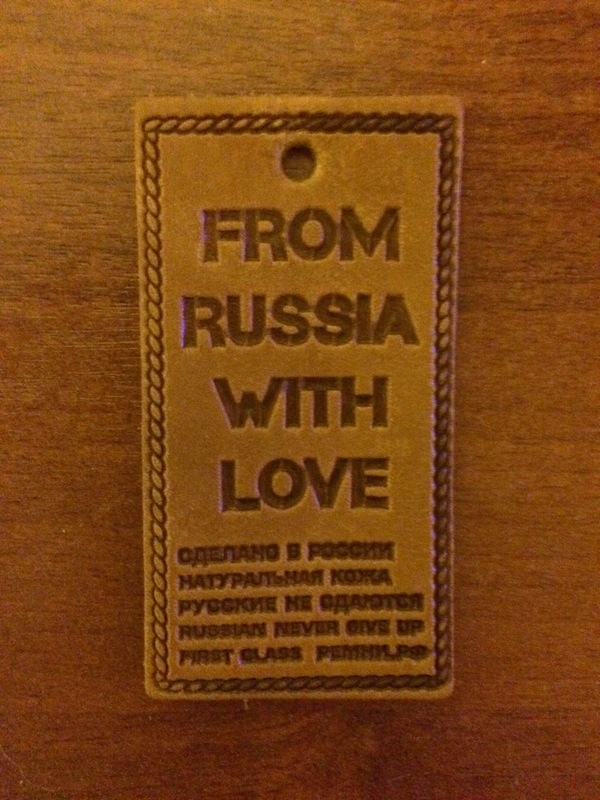 FROM
RUSSIA
WITH
LOVE
СДЕЛАНО В РОССИИ
НАТУРАЛЬНАЯ КОЖА
РУССКИЕ НЕ СДАЮТСЯ
RUSSIAN NEVER GIVE UP
FIRST CLASS РЕМНИ.РФ